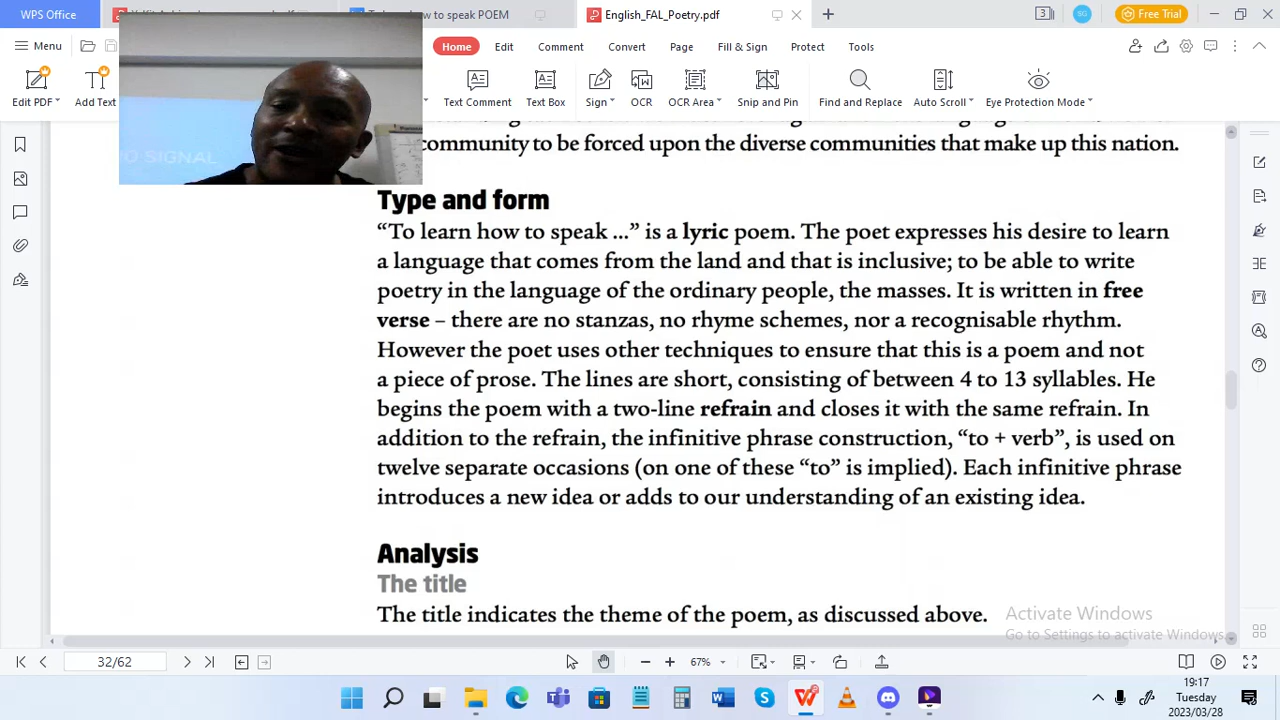 WPS Office
how to speak POEM
English_FAL_Poetry.pdf
SG
Free Trial
Menu
Home
Edit
Comment
Convert
Page
Fill & Sign
Protect
Tools
Edit PDF
Add Text
Text Comment
Text Box
Sign
OCR
OCR Area
Snip and Pin
Find and Replace
Auto Scroll
Eye Protection Mode
NO SIGNAL
community to be forced upon the diverse communities that make up this nation.
Type and form
“To learn how to speak ...” is a lyric poem. The poet expresses his desire to learn
a language that comes from the land and that is inclusive; to be able to write
poetry in the language of the ordinary people, the masses. It is written in free
verse – there are no stanzas, no rhyme schemes, nor a recognisable rhythm.
However the poet uses other techniques to ensure that this is a poem and not
a piece of prose. The lines are short, consisting of between 4 to 13 syllables. He
begins the poem with a two-line refrain and closes it with the same refrain. In
addition to the refrain, the infinitive phrase construction, “to + verb”, is used on
twelve separate occasions (on one of these “to” is implied). Each infinitive phrase
introduces a new idea or adds to our understanding of an existing idea.
Analysis
The title
The title indicates the theme of the poem, as discussed above.
Activate Windows
Go to Settings to activate Windows.
32/62
67%
19:17
Tuesday
2023/03/28